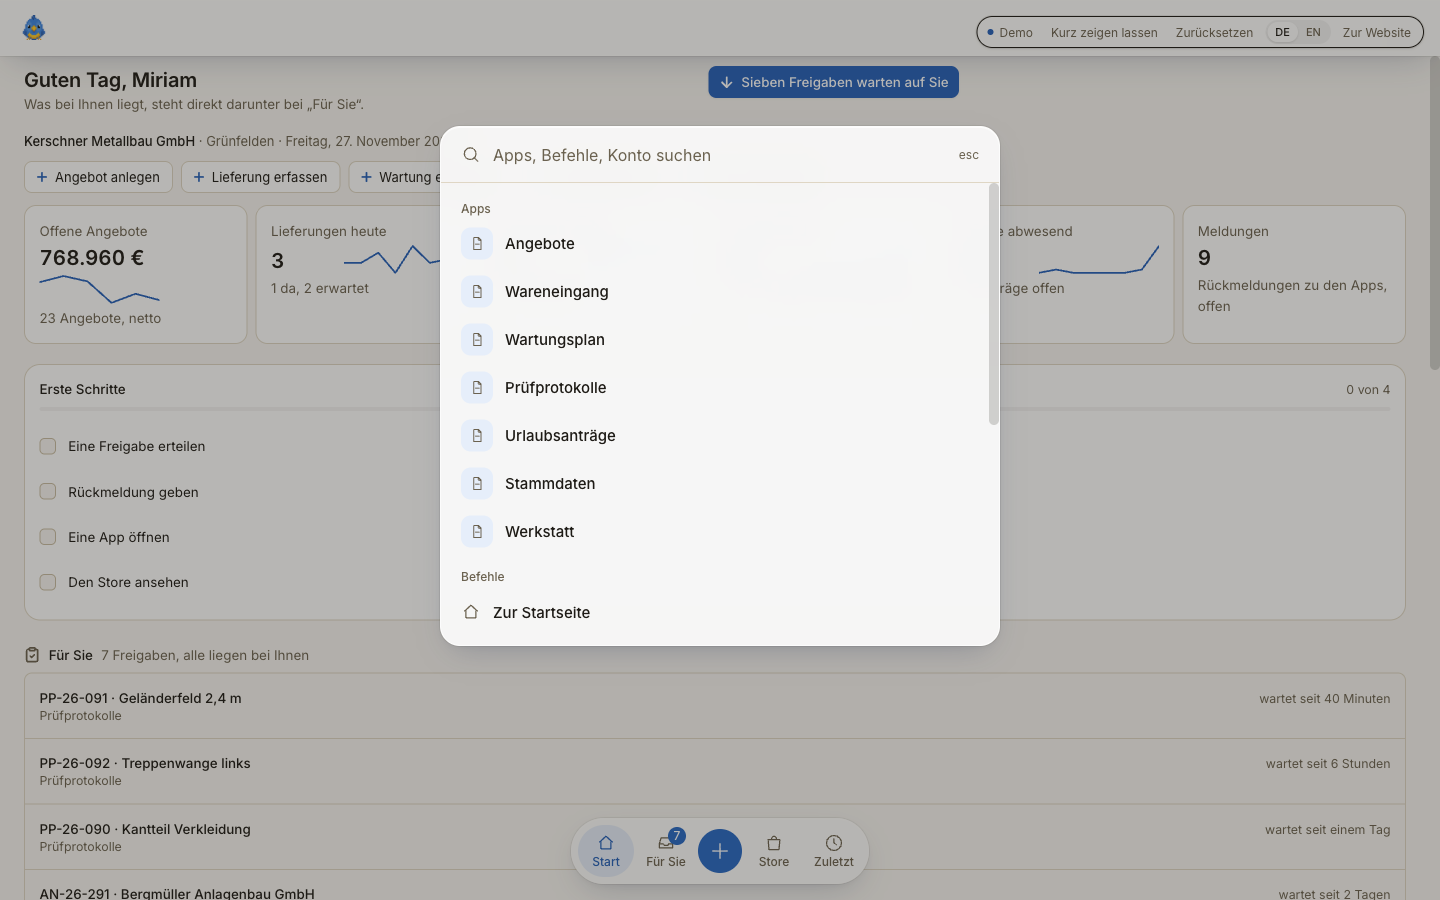 Demo
Kurz zeigen lassen
Zurücksetzen
DE
EN
Zur Website
Guten Tag, Miriam
Was bei Ihnen liegt, steht direkt darunter bei „Für Sie“.
Sieben Freigaben warten auf Sie
Kerschner Metallbau GmbH · Grünfelden · Freitag, 27. November 20
Angebot anlegen
Lieferung erfassen
Wartung
Offene Angebote
768.960 €
23 Angebote, netto
Lieferungen heute
3
1 da, 2 erwartet
abwesend
offen
Meldungen
9
Rückmeldungen zu den Apps,
offen
Apps, Befehle, Konto suchen
esc
Apps
Angebote
Wareneingang
Wartungsplan
Prüfprotokolle
Urlaubsanträge
Stammdaten
Werkstatt
Befehle
Zur Startseite
Erste Schritte
0 von 4
Eine Freigabe erteilen
Rückmeldung geben
Eine App öffnen
Den Store ansehen
Für Sie 7 Freigaben, alle liegen bei Ihnen
PP-26-091 · Geländerfeld 2,4 m
Prüfprotokolle
wartet seit 40 Minuten
PP-26-092 · Treppenwange links
Prüfprotokolle
wartet seit 6 Stunden
PP-26-090 · Kantteil Verkleidung
Prüfprotokolle
wartet seit einem Tag
AN-26-291 · Bergmüller Anlagenbau GmbH
wartet seit 2 Tagen
Start
Für Sie
7
Store
Zuletzt